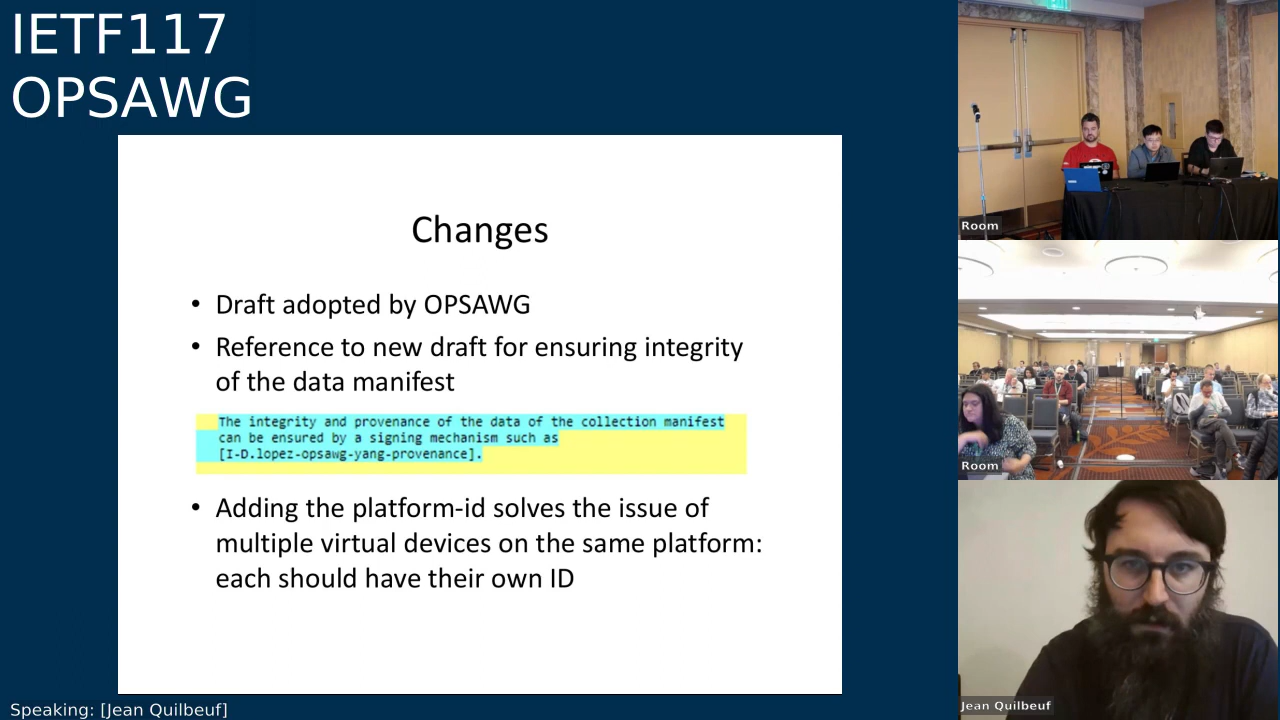 IETF117
OPSAWG
Changes
• Draft adopted by OPSAWG
• Reference to new draft for ensuring integrity
of the data manifest
The integrity and provenance of the data of the collection manifest
can be ensured by a signing mechanism such as
[I-D.lopez-opsawg-yang-provenance].
• Adding the platform-id solves the issue of
multiple virtual devices on the same platform:
each should have their own ID
Room
Room
Jean Quilbeuf
Speaking: [Jean Quilbeuf]